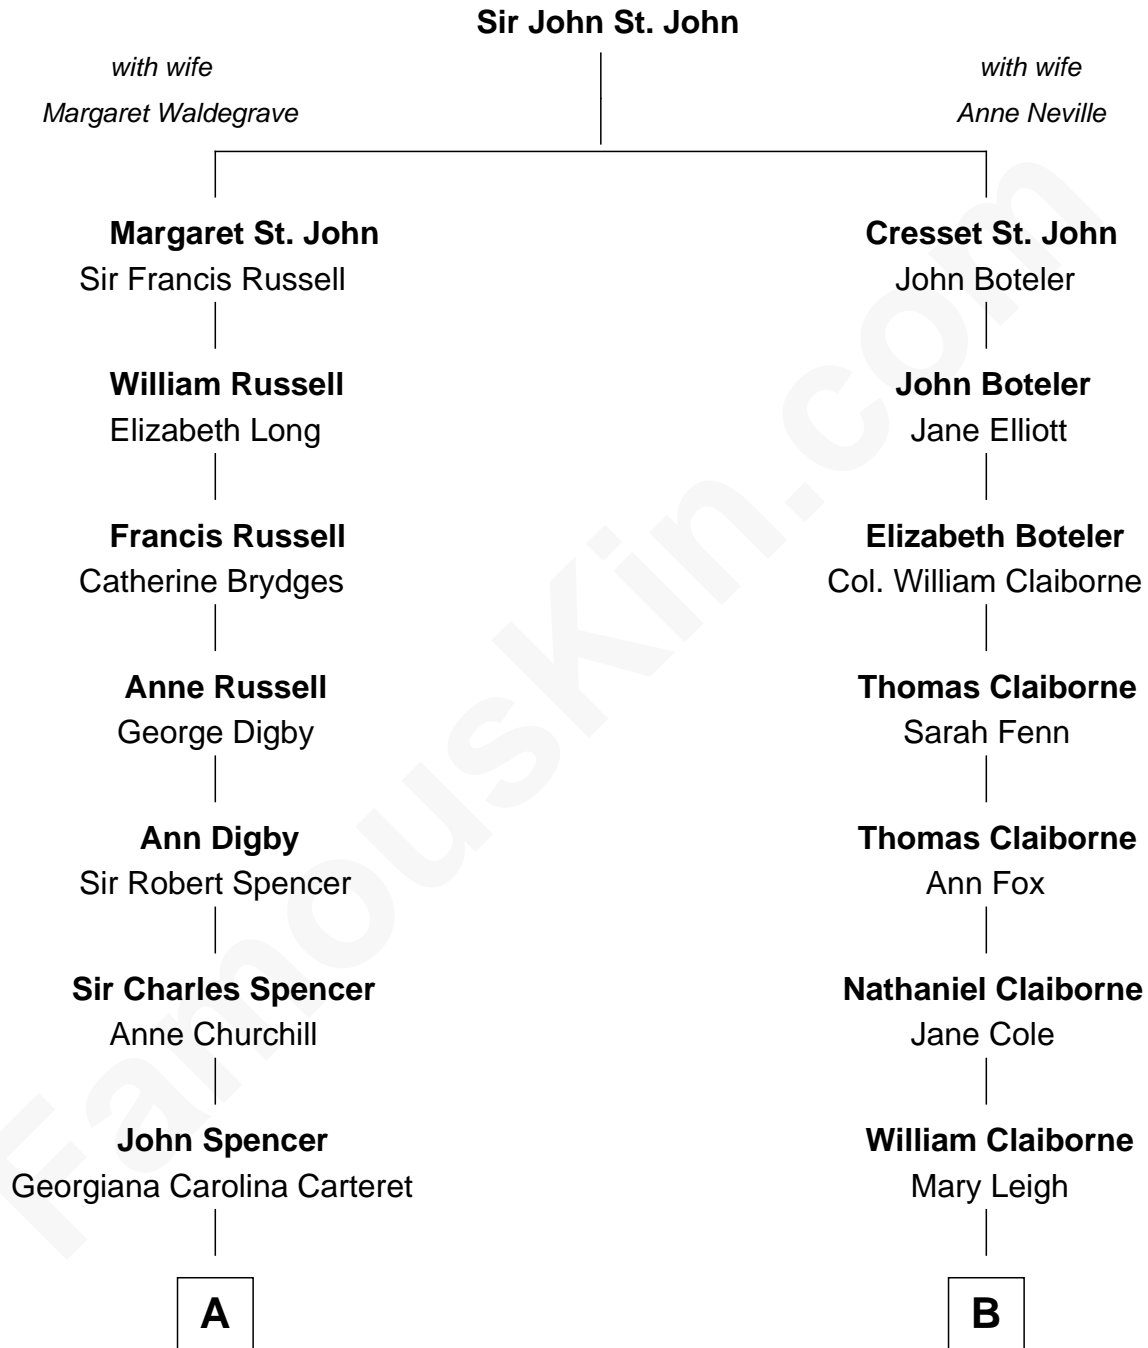 Sir John St. John
with wife
Margaret Waldegrave
with wife
Anne Neville
Margaret St. John
Sir Francis Russell
Cresset St. John
John Boteler
William Russell
Elizabeth Long
John Boteler
Jane Elliott
Francis Russell
Catherine Brydges
Elizabeth Boteler
Col. William Claiborne
Anne Russell
George Digby
Thomas Claiborne
Sarah Fenn
Ann Digby
Sir Robert Spencer
Thomas Claiborne
Ann Fox
Sir Charles Spencer
Anne Churchill
Nathaniel Claiborne
Jane Cole
John Spencer
Georgiana Carolina Carteret
William Claiborne
Mary Leigh
A
B
FamousKin.com